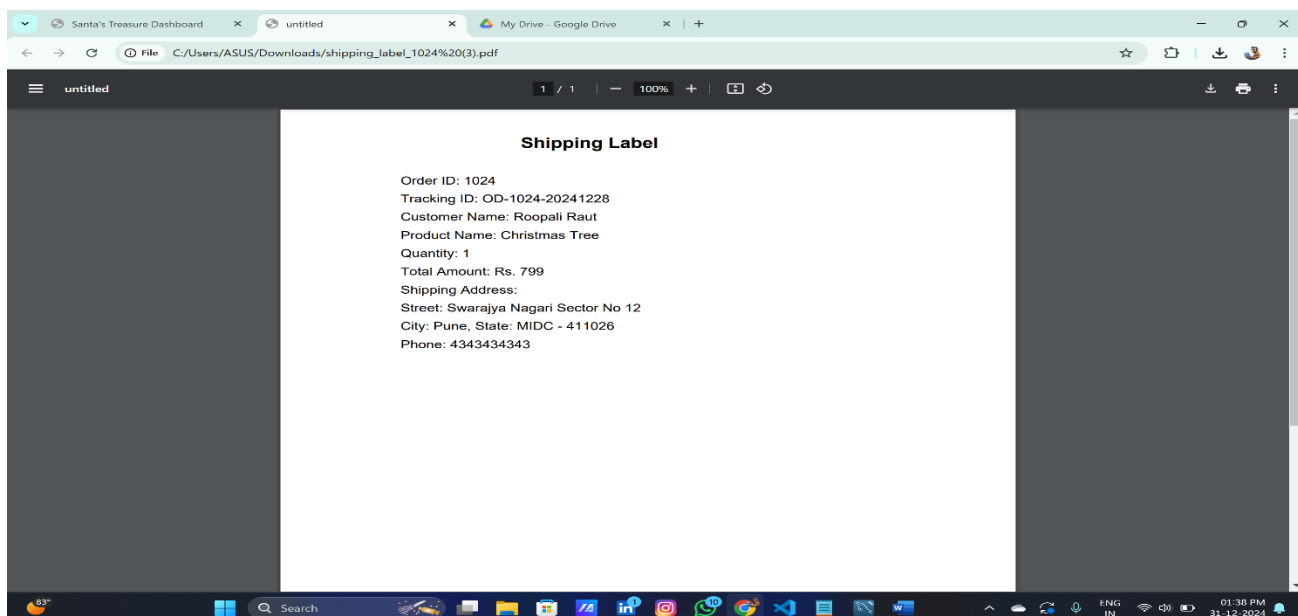 Santa's Treasure Dashboard
untitled
My Drive - Google Drive
File C:/Users/ASUS/Downloads/shipping_label_1024%20(3).pdf
untitled
1 / 1
100%
Shipping Label
Order ID: 1024
Tracking ID: OD-1024-20241228
Customer Name: Roopali Raut
Product Name: Christmas Tree
Quantity: 1
Total Amount: Rs. 799
Shipping Address:
Street: Swarajya Nagari Sector No 12
City: Pune, State: MIDC - 411026
Phone: 4343434343
83°
Search
in
10
W
ENG
IN
01:38 PM
31-12-2024